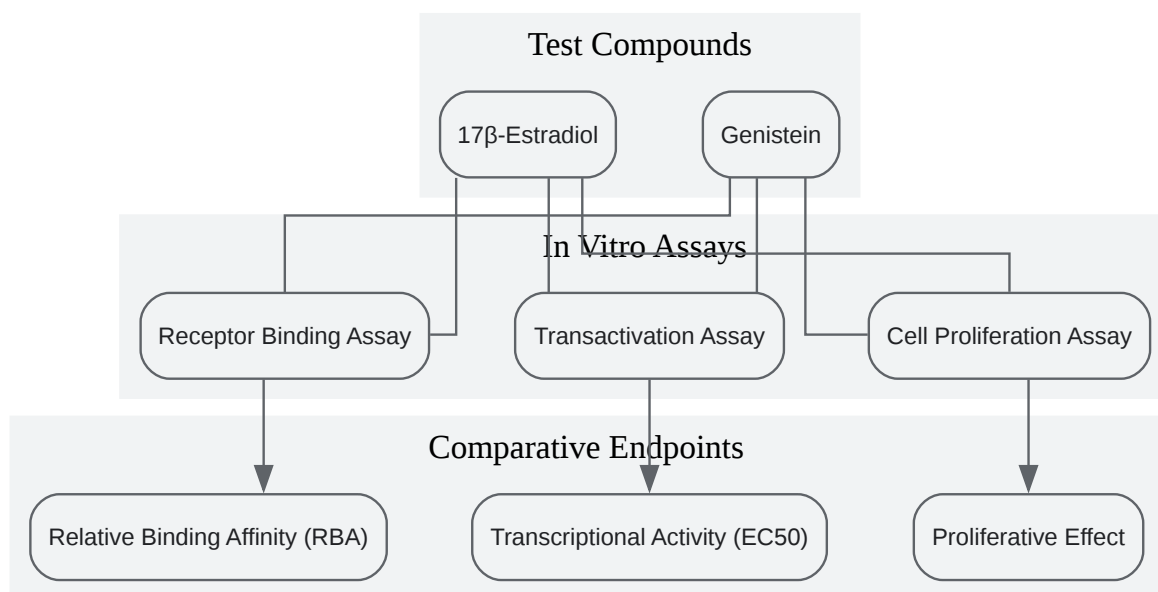 Test Compounds
17β-Estradiol
Genistein
In Vitro Assays
Receptor Binding Assay
Transactivation Assay
Cell Proliferation Assay
Comparative Endpoints
Relative Binding Affinity (RBA)
Transcriptional Activity (EC50)
Proliferative Effect